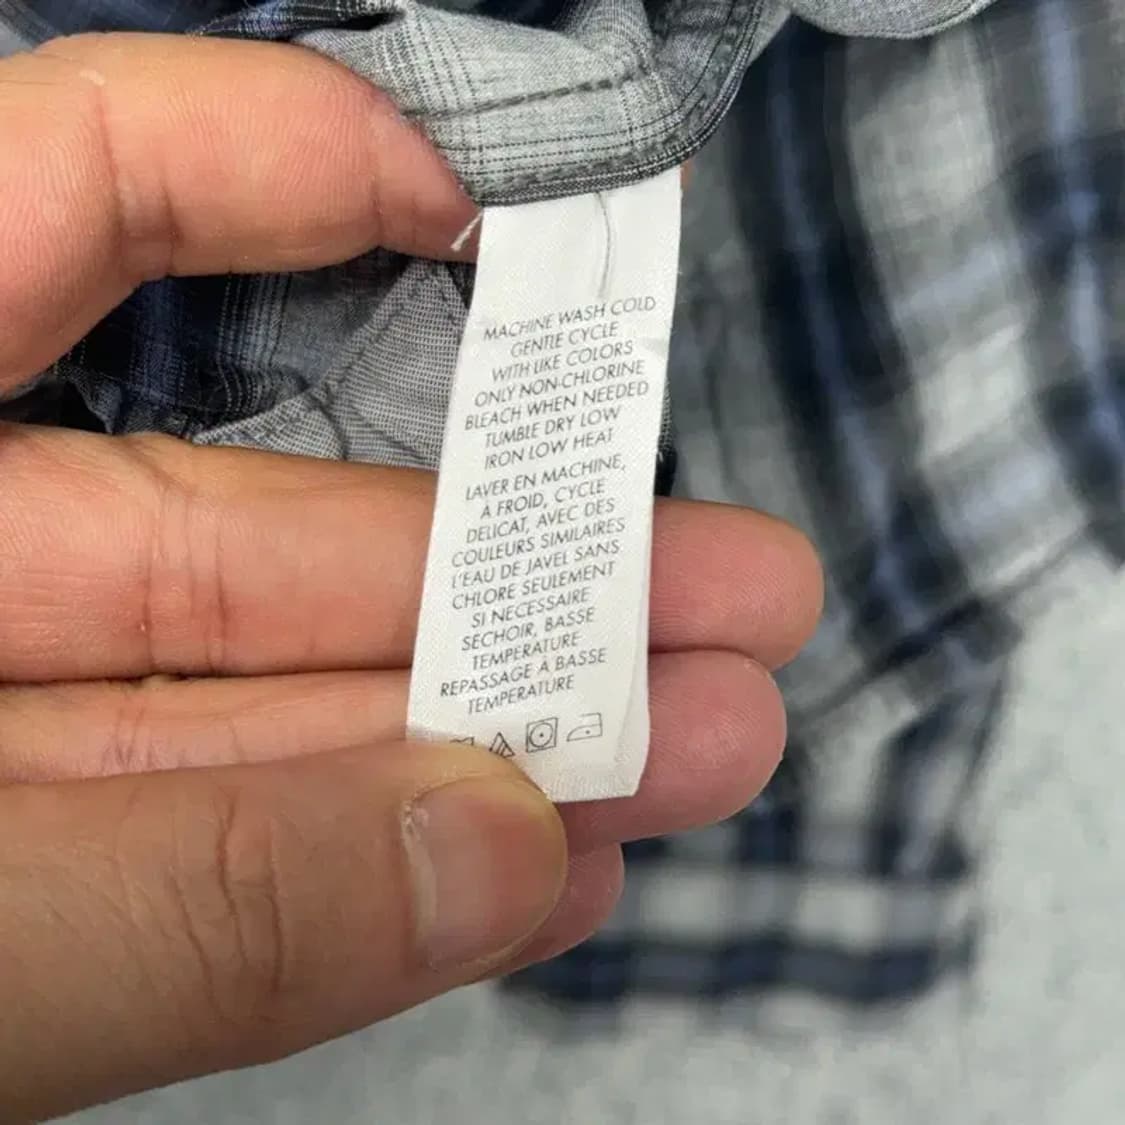 MACHINE WASH COLD
GENTLE CYCLE
WITH LIKE COLORS
ONLY NON-CHLORINE
BLEACH WHEN NEEDED
TUMBLE DRY LOW
IRON LOW HEAT
LAVER EN MACHINE,
À FROID, CYCLE
DELICAT, AVEC DES
COULEURS SIMILAIRES
L'EAU DE JAVEL SANS
CHLORE SEULEMENT
SI NECESSAIRE
SÉCHOIR, BASSE
TEMPERATURE
REPASSAGE À BASSE
TEMPERATURE